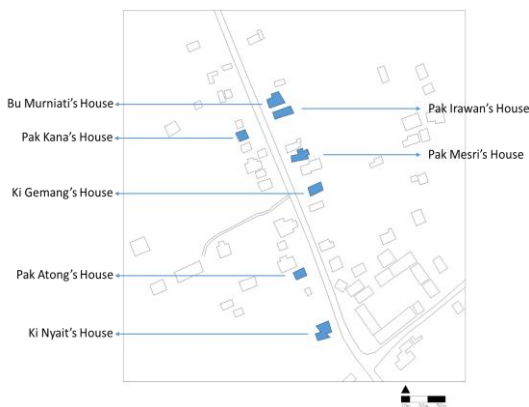 Bu Murniati's House
Pak Irawan's House
Pak Kana's House
Pak Mesri's House
Ki Gemang's House
Pak Atong's House
Ki Nyait's House